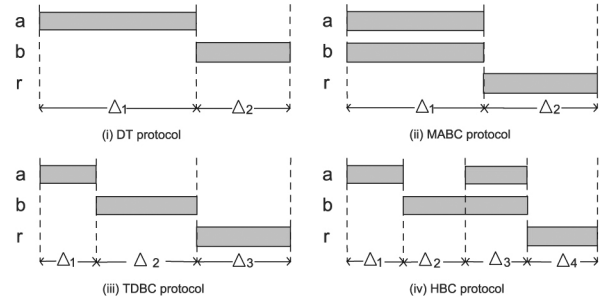 a
b
r
Δ1 Δ2
(i) DT protocol
a
b
r
Δ1 Δ2
(ii) MABC protocol
a
b
r
Δ1 Δ2 Δ3
(iii) TDBC protocol
a
b
r
Δ1 Δ2 Δ3 Δ4
(iv) HBC protocol